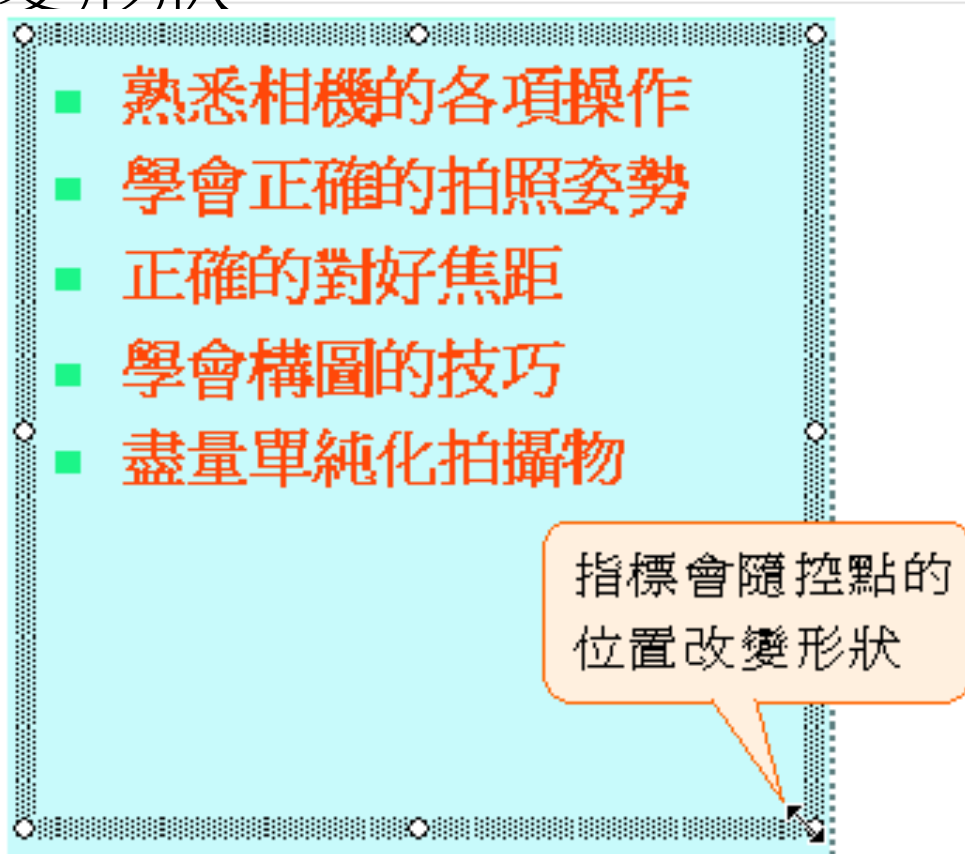 熟悉相機的各項操作
學會正確的拍照姿勢
正確的對好焦距
學會構圖的技巧
盡量單純化拍攝物
指標會隨控點的
位置改變形狀